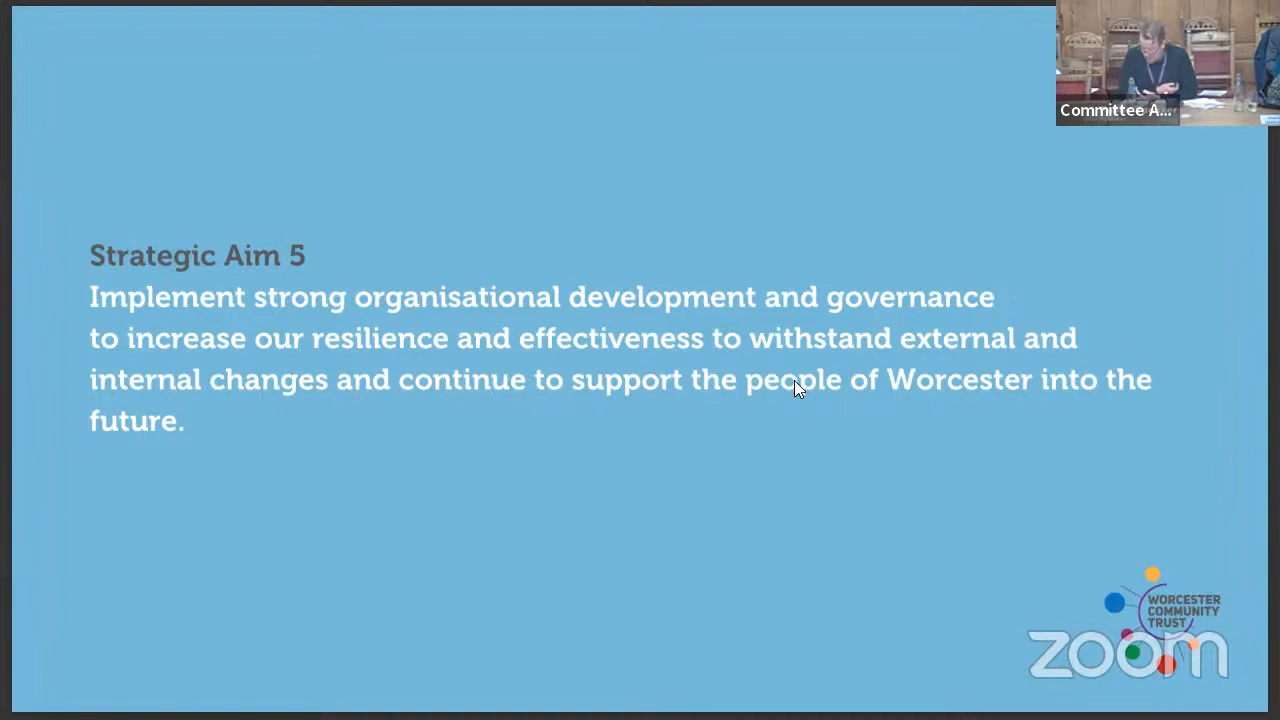 Committee A...
Strategic Aim 5
Implement strong organisational development and governance
to increase our resilience and effectiveness to withstand external and
internal changes and continue to support the people of Worcester into the
future.
WORCESTER
COMMUNITY
TRUST
zoom